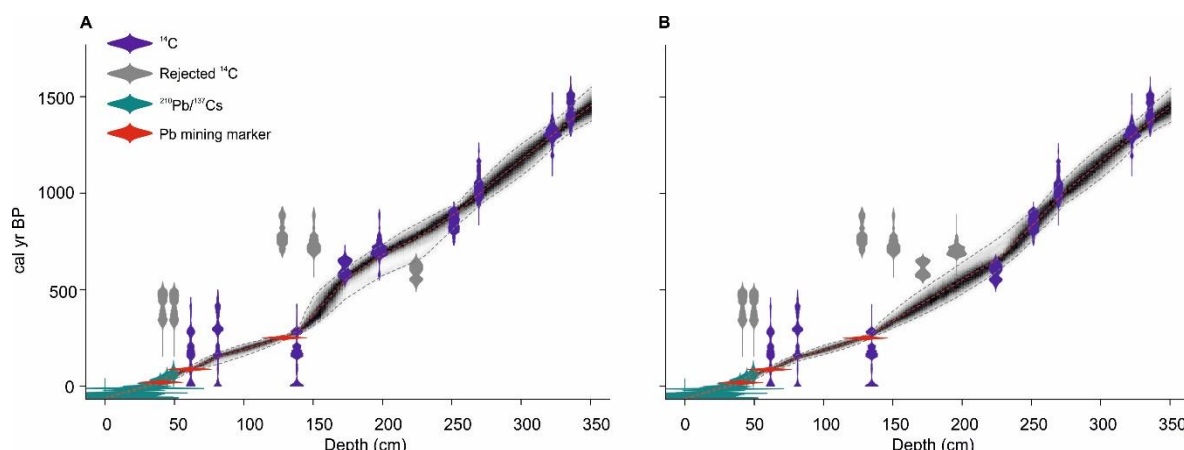 A
B
¹⁴C
Rejected ¹⁴C
²¹⁰Pb/¹³⁷Cs
Pb mining marker
cal yr BP
1500
1000
500
0
0 50 100 150 200 250 300 350
Depth (cm)
0 50 100 150 200 250 300 350
Depth (cm)